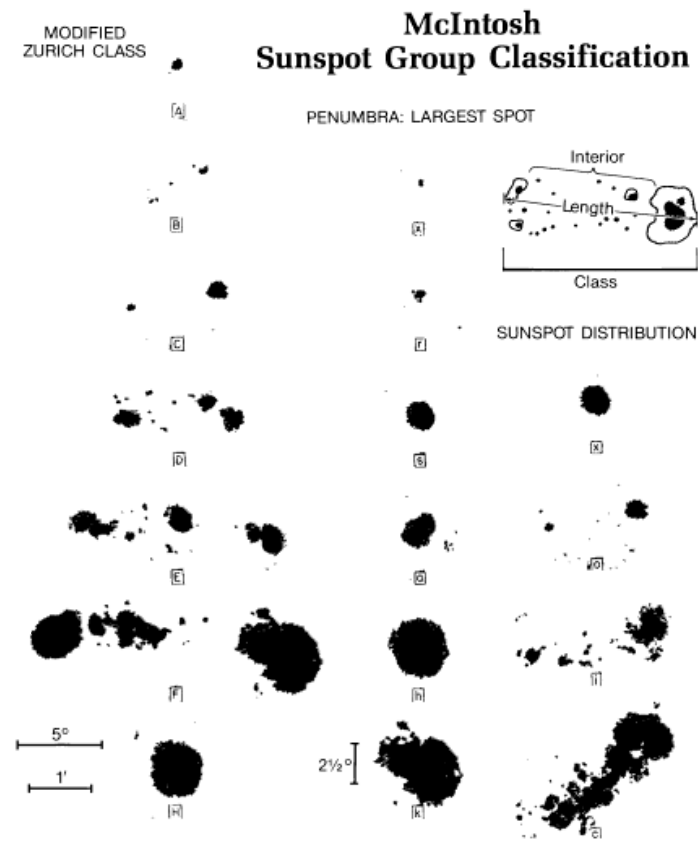 McIntosh
Sunspot Group Classification
MODIFIED
ZURICH CLASS
A
B
C
D
E
F
H
5°
1'
PENUMBRA: LARGEST SPOT
x
r
s
a
h
k
2½°
Interior
Length
Class
SUNSPOT DISTRIBUTION
x
o
i
c